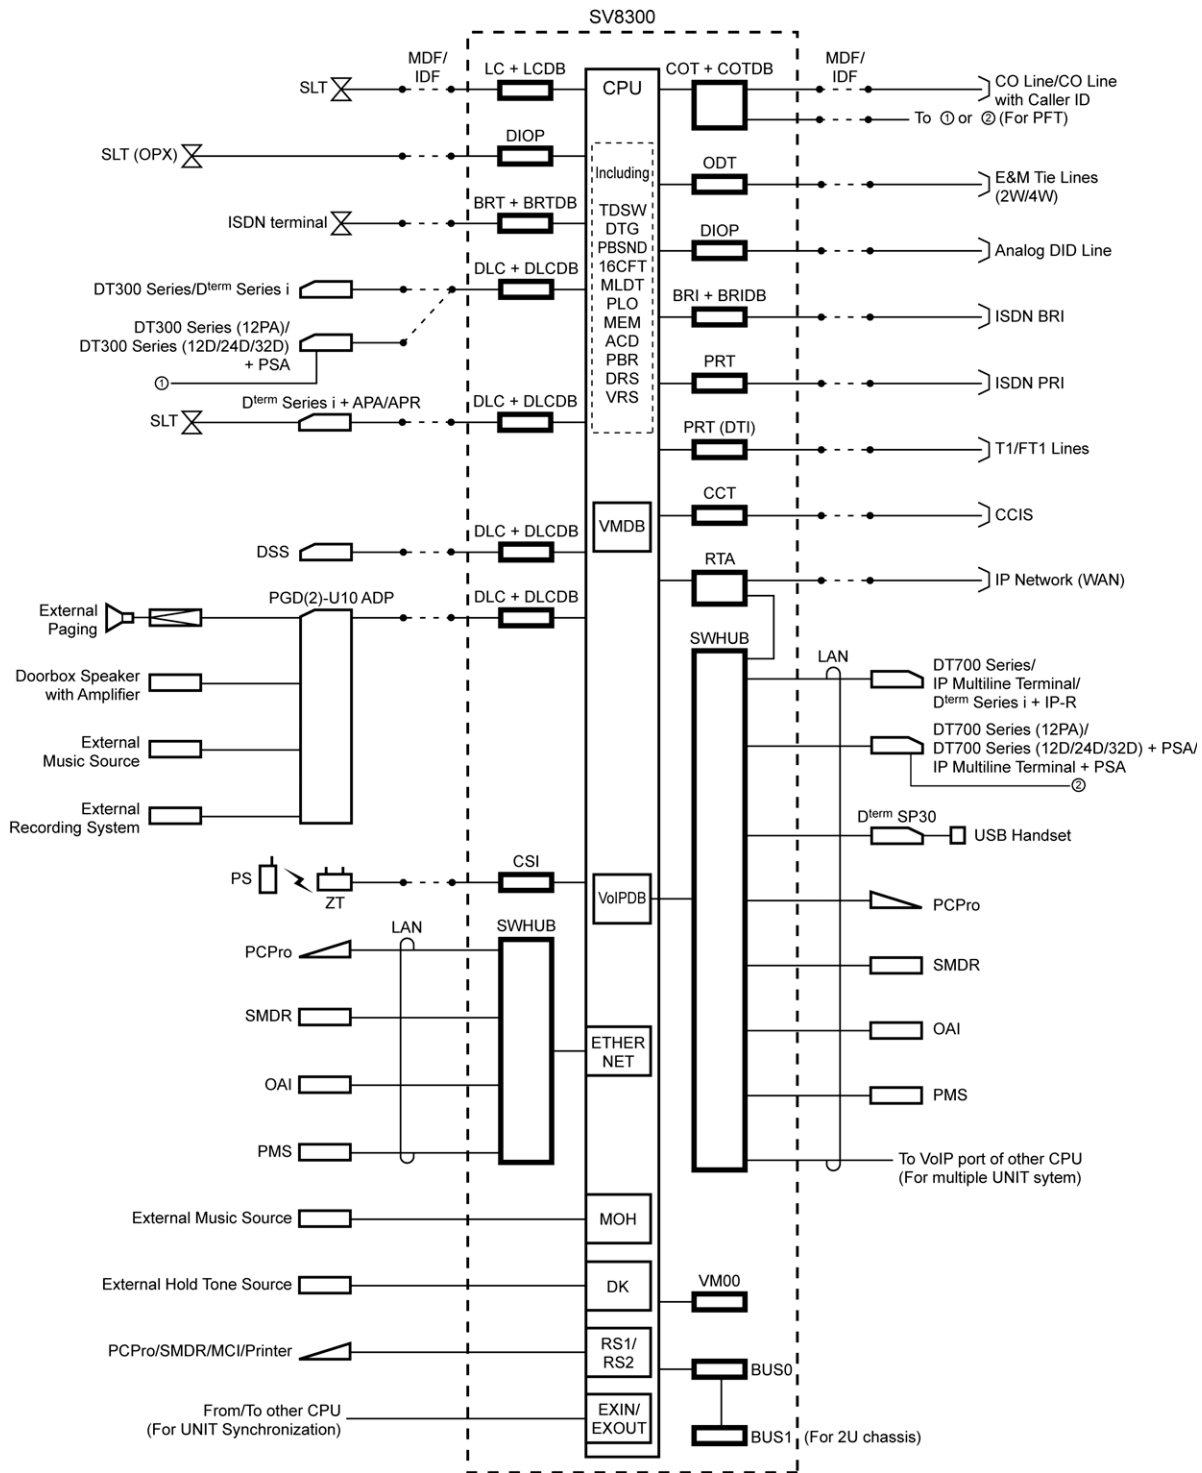 SV8300
MDF/
IDF
LC + LCDB
SLT
CPU
COT + COTDB
MDF/
IDF
CO Line/CO Line
with Caller ID
To ① or ② (For PFT)
DIOP
SLT (OPX)
Including
TDSW
DTG
PBSND
16CFT
MLDT
PLO
MEM
ACD
PBR
DRS
VRS
ODT
E&M Tie Lines
(2W/4W)
BRT + BRTDB
ISDN terminal
DIOP
Analog DID Line
DLC + DLCDB
DT300 Series/Dterm Series i
BRI + BRIDB
ISDN BRI
DT300 Series (12PA)/
DT300 Series (12D/24D/32D)
+ PSA
①
PRT
ISDN PRI
Dterm Series i + APA/APR
SLT
DLC + DLCDB
PRT (DTI)
T1/FT1 Lines
CCT
CCIS
VMDB
DLC + DLCDB
DSS
RTA
IP Network (WAN)
External
Paging
PGD(2)-U10 ADP
DLC + DLCDB
SWHUB
LAN
Doorbox Speaker
with Amplifier
DT700 Series/
IP Multiline Terminal/
Dterm Series i + IP-R
External
Music Source
DT700 Series (12PA)/
DT700 Series (12D/24D/32D) + PSA/
IP Multiline Terminal + PSA
②
External
Recording System
Dterm SP30
USB Handset
PS
ZT
CSI
VoIPDB
PCPro
LAN
SWHUB
PCPro
SMDR
SMDR
ETHER
NET
OAI
OAI
PMS
PMS
To VoIP port of other CPU
(For multiple UNIT sytem)
External Music Source
MOH
External Hold Tone Source
DK
VM00
PCPro/SMDR/MCI/Printer
RS1/
RS2
BUS0
From/To other CPU
(For UNIT Synchronization)
EXIN/
EXOUT
BUS1 (For 2U chassis)